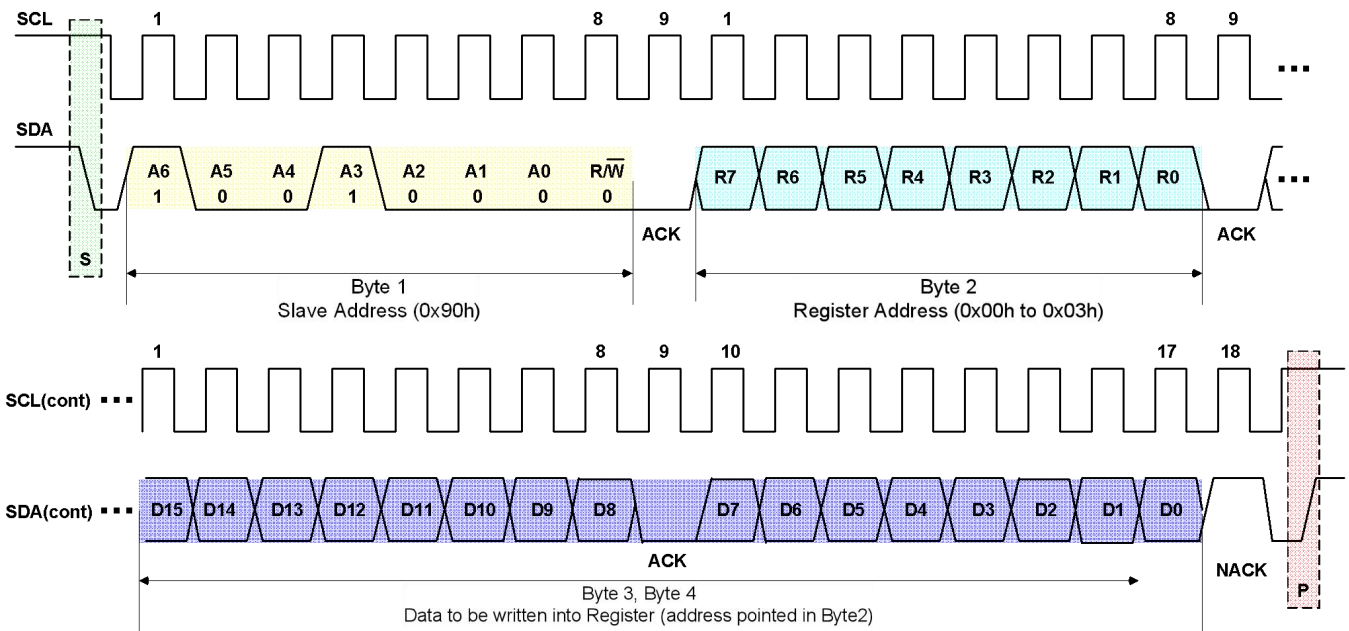 SCL
1 8 9 1 8 9
SDA
A6 A5 A4 A3 A2 A1 A0 R/W
1 0 0 1 0 0 0 0
R7 R6 R5 R4 R3 R2 R1 R0
ACK ACK
S
Byte 1
Slave Address (0x90h)
Byte 2
Register Address (0x00h to 0x03h)
1 8 9 10 17 18
SCL(cont)
SDA(cont)
D15 D14 D13 D12 D11 D10 D9 D8 D7 D6 D5 D4 D3 D2 D1 D0
ACK
NACK
P
Byte 3, Byte 4
Data to be written into Register (address pointed in Byte2)